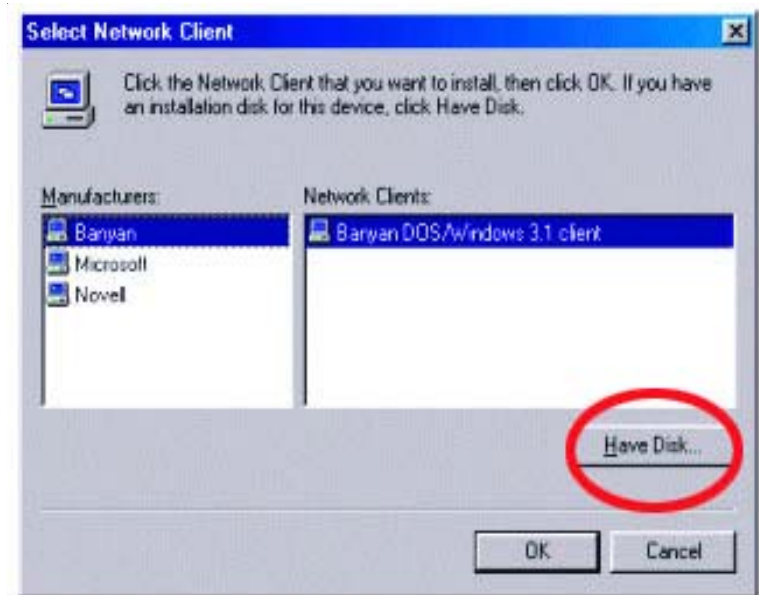 Select Network Client
Click the Network Client that you want to install, then click OK. If you have
an installation disk for this device, click Have Disk.
Manufacturers:
Network Clients:
Banyan
Microsoft
Novell
Banyan DOS/Windows 3.1 client
Have Disk...
OK
Cancel